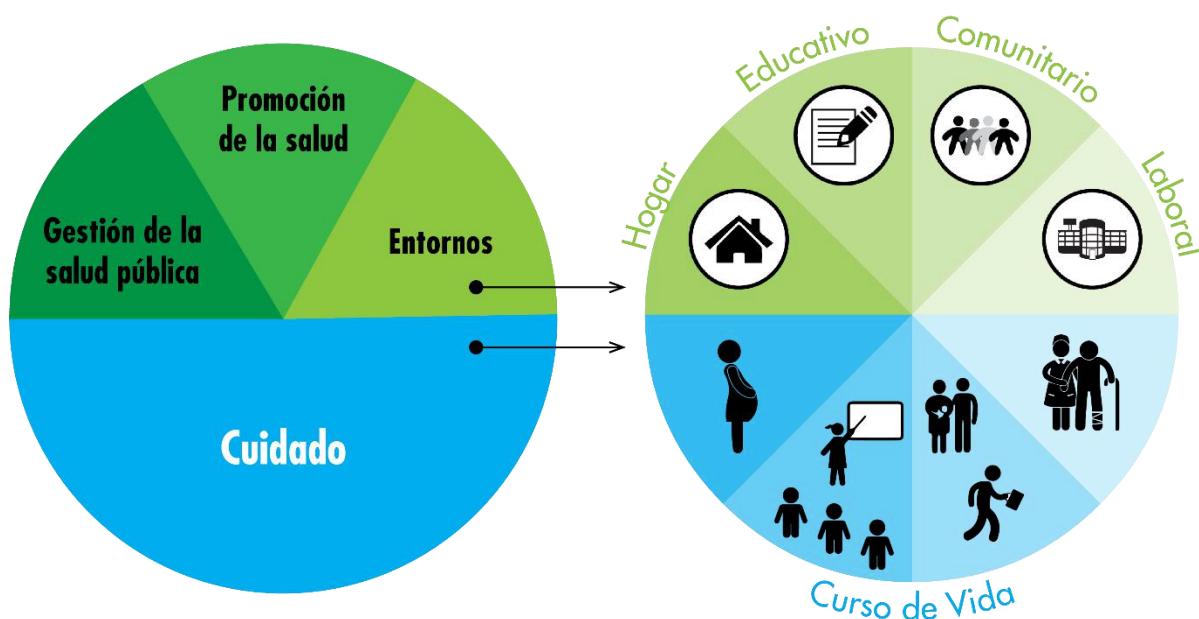 Promoción
de la salud
Gestión de la
salud pública
Entornos
Cuidado
Hogar
Educativo
Comunitario
Laboral
Curso de Vida